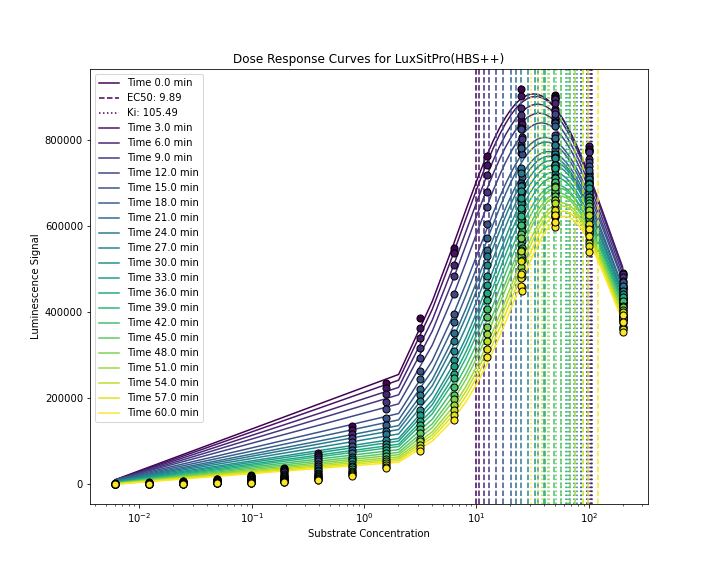 Dose Response Curves for LuxSitPro(HBS++)
Time 0.0 min
EC50: 9.89
Ki: 105.49
Time 3.0 min
Time 6.0 min
Time 9.0 min
Time 12.0 min
Time 15.0 min
Time 18.0 min
Time 21.0 min
Time 24.0 min
Time 27.0 min
Time 30.0 min
Time 33.0 min
Time 36.0 min
Time 39.0 min
Time 42.0 min
Time 45.0 min
Time 48.0 min
Time 51.0 min
Time 54.0 min
Time 57.0 min
Time 60.0 min
800000
600000
400000
200000
0
Luminescence Signal
10⁻² 10⁻¹ 10⁰ 10¹ 10²
Substrate Concentration